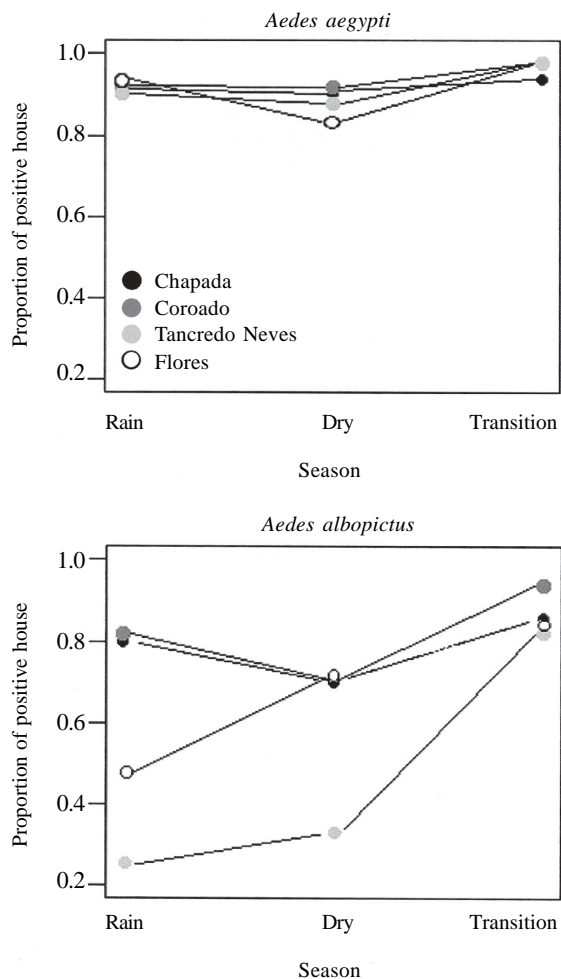 Aedes aegypti
Proportion of positive house
1.0
0.8
0.6
0.4
0.2
Chapada
Coroado
Tancredo Neves
Flores
Rain Dry Transition
Season
Aedes albopictus
Proportion of positive house
1.0
0.8
0.6
0.4
0.2
Rain Dry Transition
Season